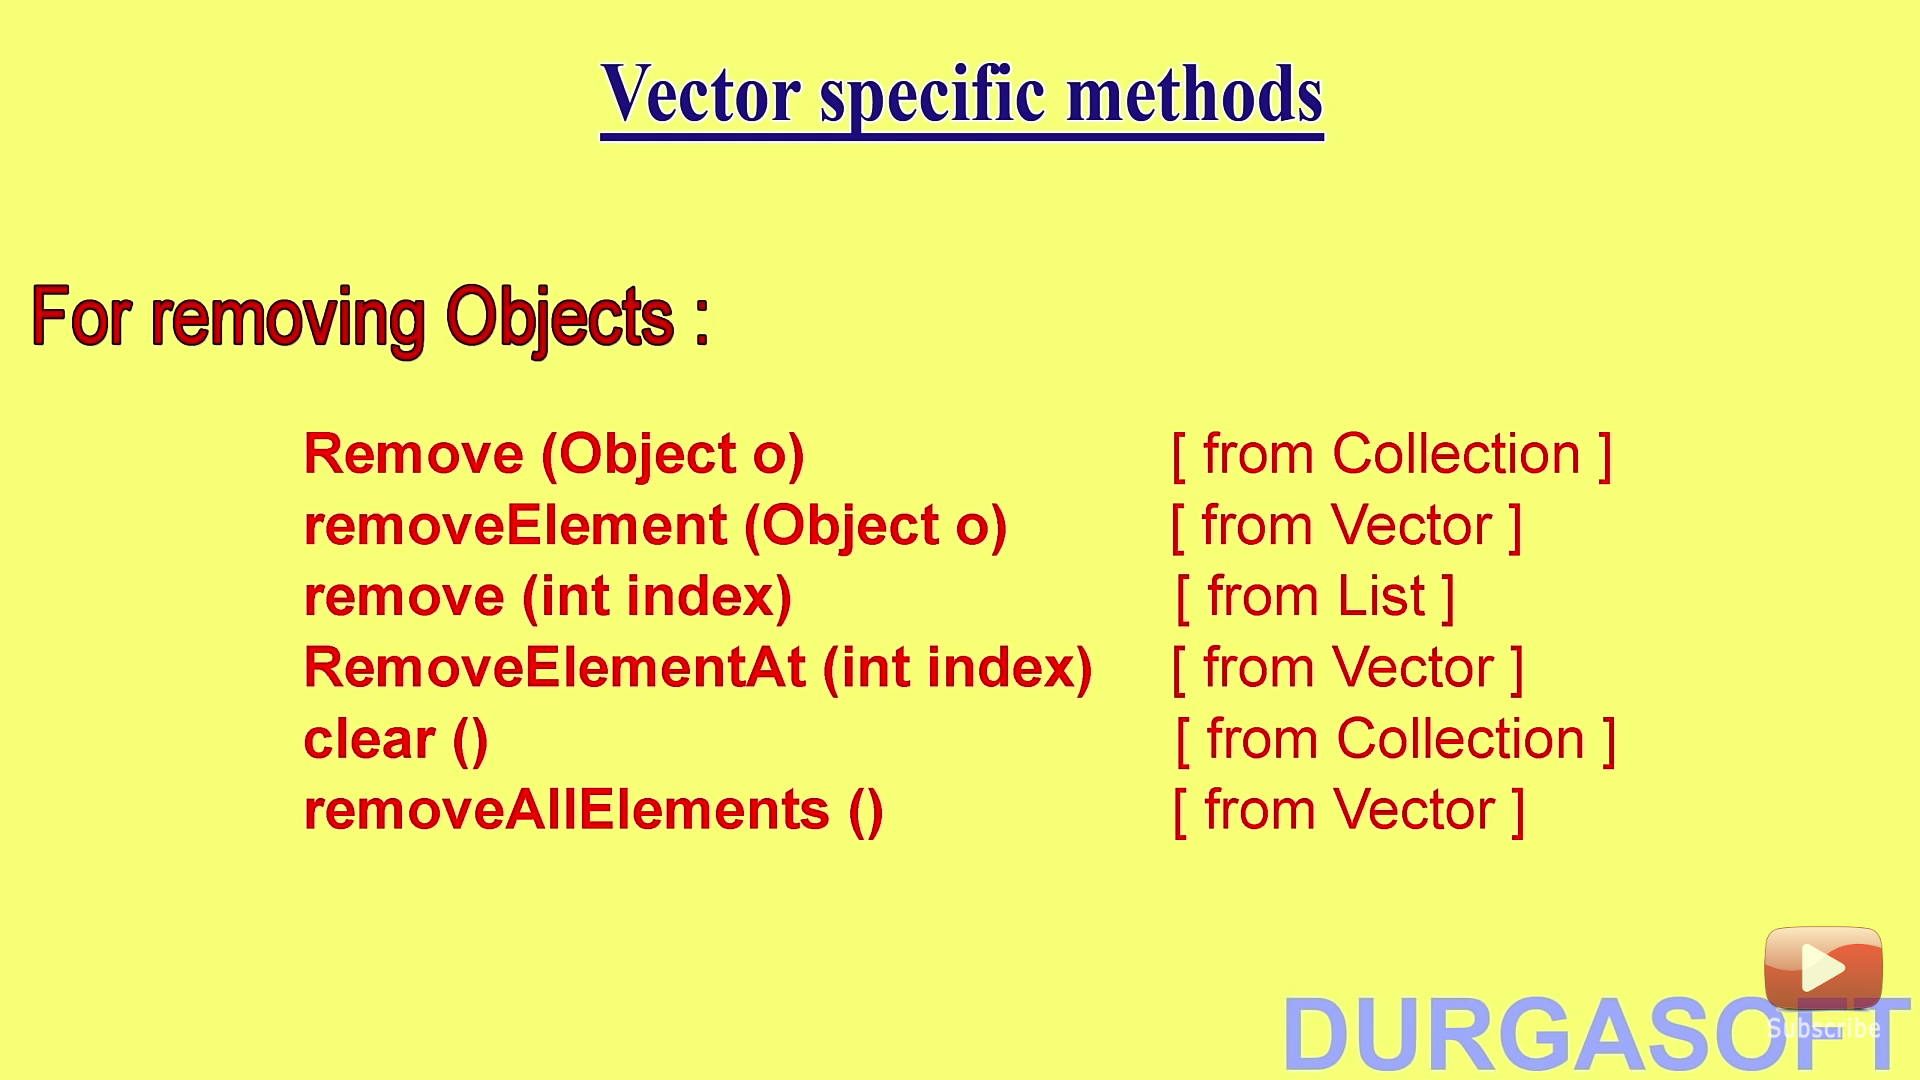 Vector specific methods
For removing Objects :
Remove (Object o) [ from Collection ]
removeElement (Object o) [ from Vector ]
remove (int index) [ from List ]
RemoveElementAt (int index) [ from Vector ]
clear () [ from Collection ]
removeAllElements () [ from Vector ]
DURGASOFT
Subscribe